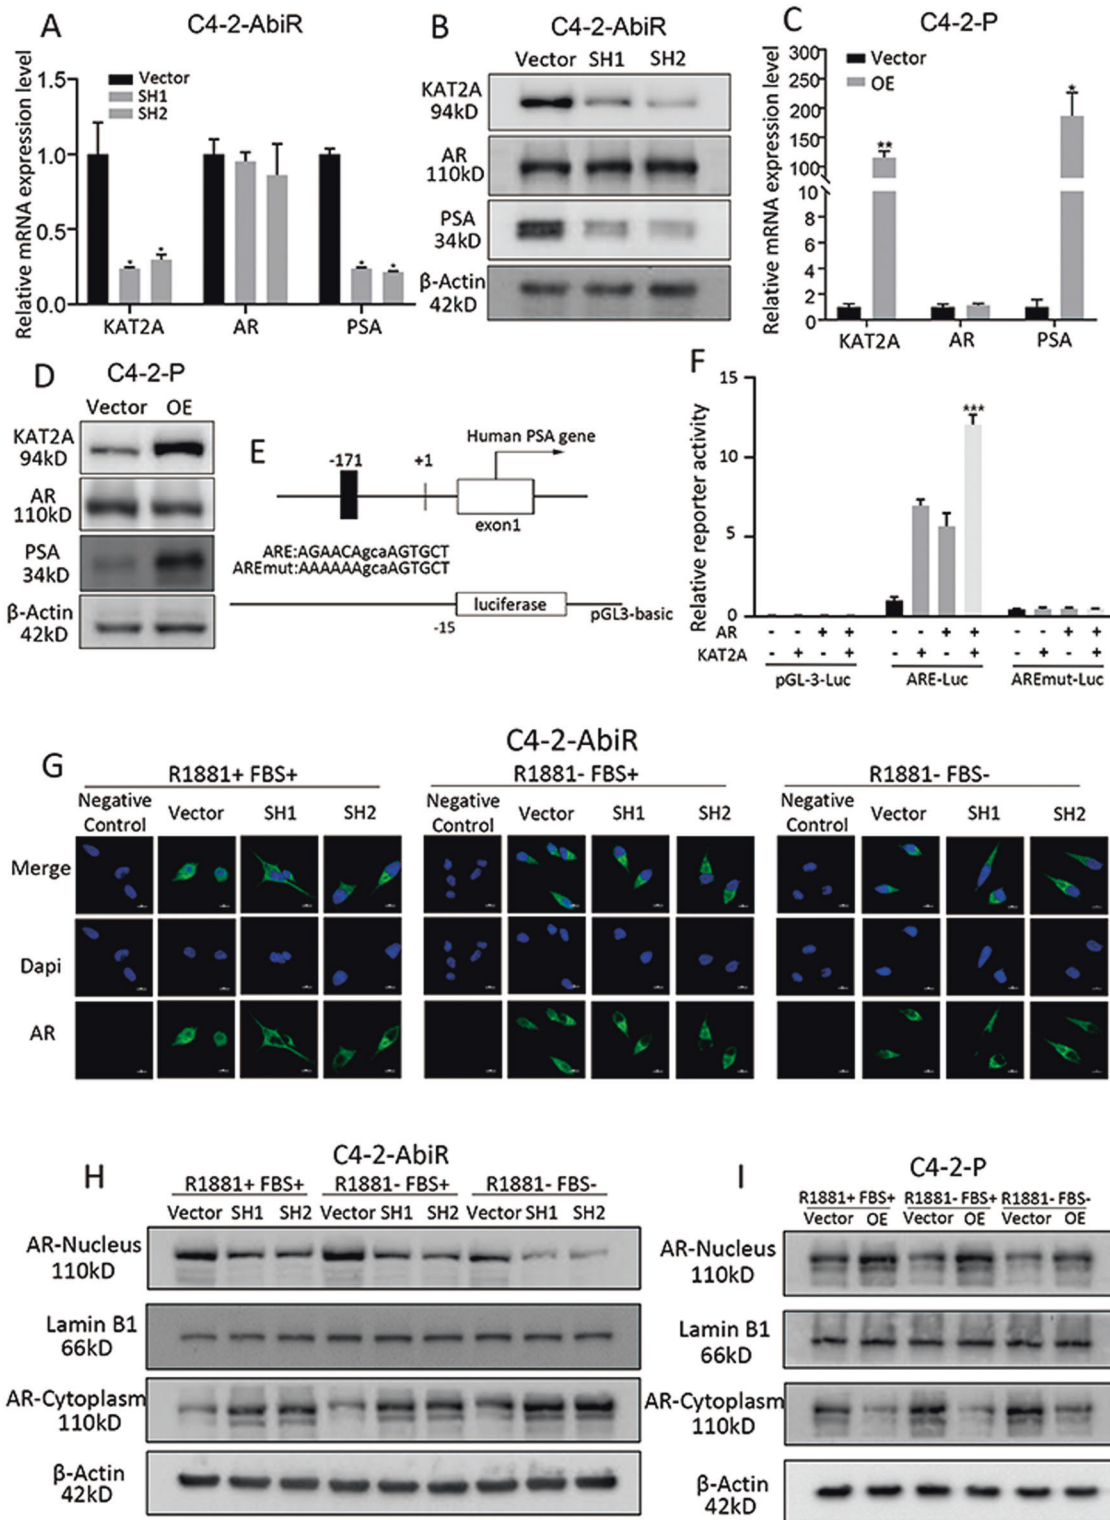 A
C4-2-AbiR
Relative mRNA expression level
1.5
1.0
0.5
0.0
Vector
SH1
SH2
* * * *
KAT2A AR PSA
B
C4-2-AbiR
Vector SH1 SH2
KAT2A
94kD
AR
110kD
PSA
34kD
β-Actin
42kD
C
C4-2-P
Relative mRNA expression level
300
250
200
150
100
10
8
6
4
2
0
Vector
OE
** *
KAT2A AR PSA
D
C4-2-P
Vector OE
KAT2A
94kD
AR
110kD
PSA
34kD
β-Actin
42kD
E
Human PSA gene
-171 +1
exon1
ARE:AGAACAgcaAGTGCT
AREmut:AAAAAAgcaAGTGCT
luciferase
-15
pGL3-basic
F
Relative reporter activity
15
10
5
0
***
AR - - + + - - + + - - + +
KAT2A - + - + - + - + - + - +
pGL-3-Luc ARE-Luc AREmut-Luc
G
C4-2-AbiR
R1881+ FBS+ R1881- FBS+ R1881- FBS-
Negative Control Vector SH1 SH2 Negative Control Vector SH1 SH2 Negative Control Vector SH1 SH2
Merge
Dapi
AR
H
C4-2-AbiR
R1881+ FBS+ R1881- FBS+ R1881- FBS-
Vector SH1 SH2 Vector SH1 SH2 Vector SH1 SH2
AR-Nucleus
110kD
Lamin B1
66kD
AR-Cytoplasm
110kD
β-Actin
42kD
I
C4-2-P
R1881+ FBS+ R1881- FBS+ R1881- FBS-
Vector OE Vector OE Vector OE
AR-Nucleus
110kD
Lamin B1
66kD
AR-Cytoplasm
110kD
β-Actin
42kD